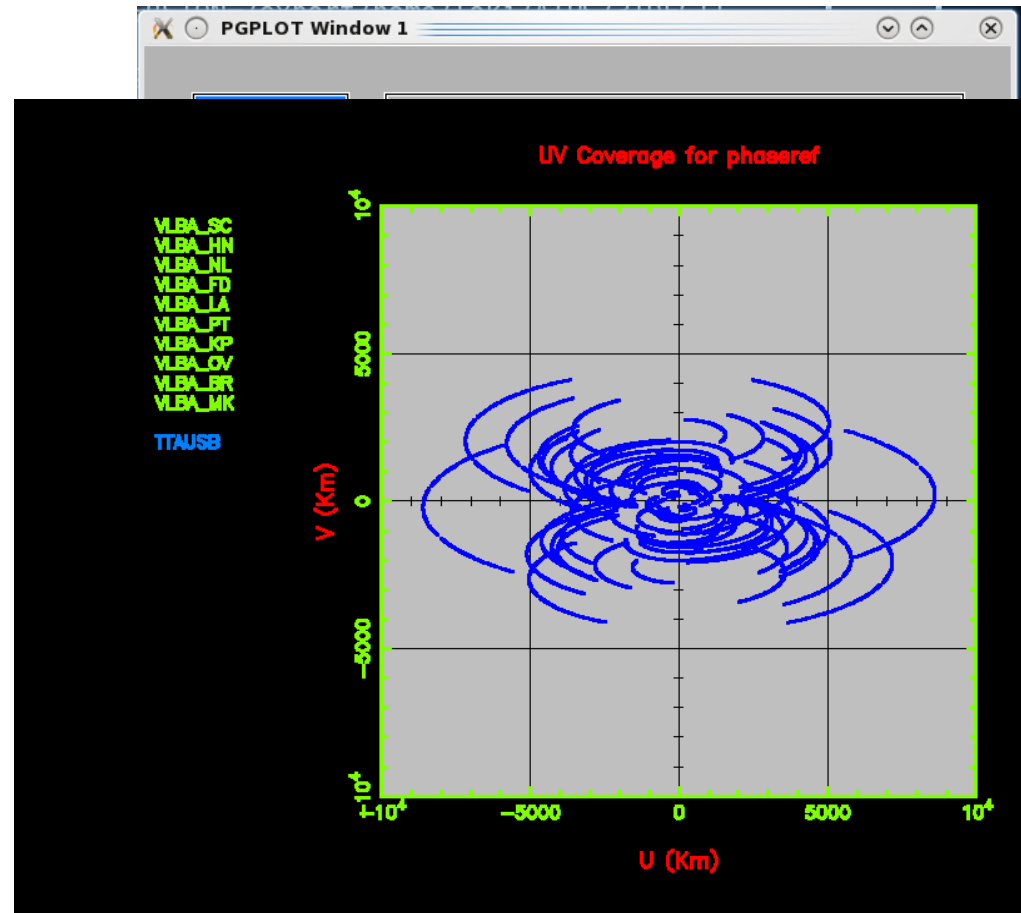 PGPLOT Window 1
UV Coverage for phaseref
VLBA_SC
VLBA_HN
VLBA_NL
VLBA_FD
VLBA_LA
VLBA_PT
VLBA_KP
VLBA_OV
VLBA_BR
VLBA_MK
TTAUSB
V (Km)
10⁴
5000
0
−5000
−10⁴
−10⁴ −5000 0 5000 10⁴
U (Km)